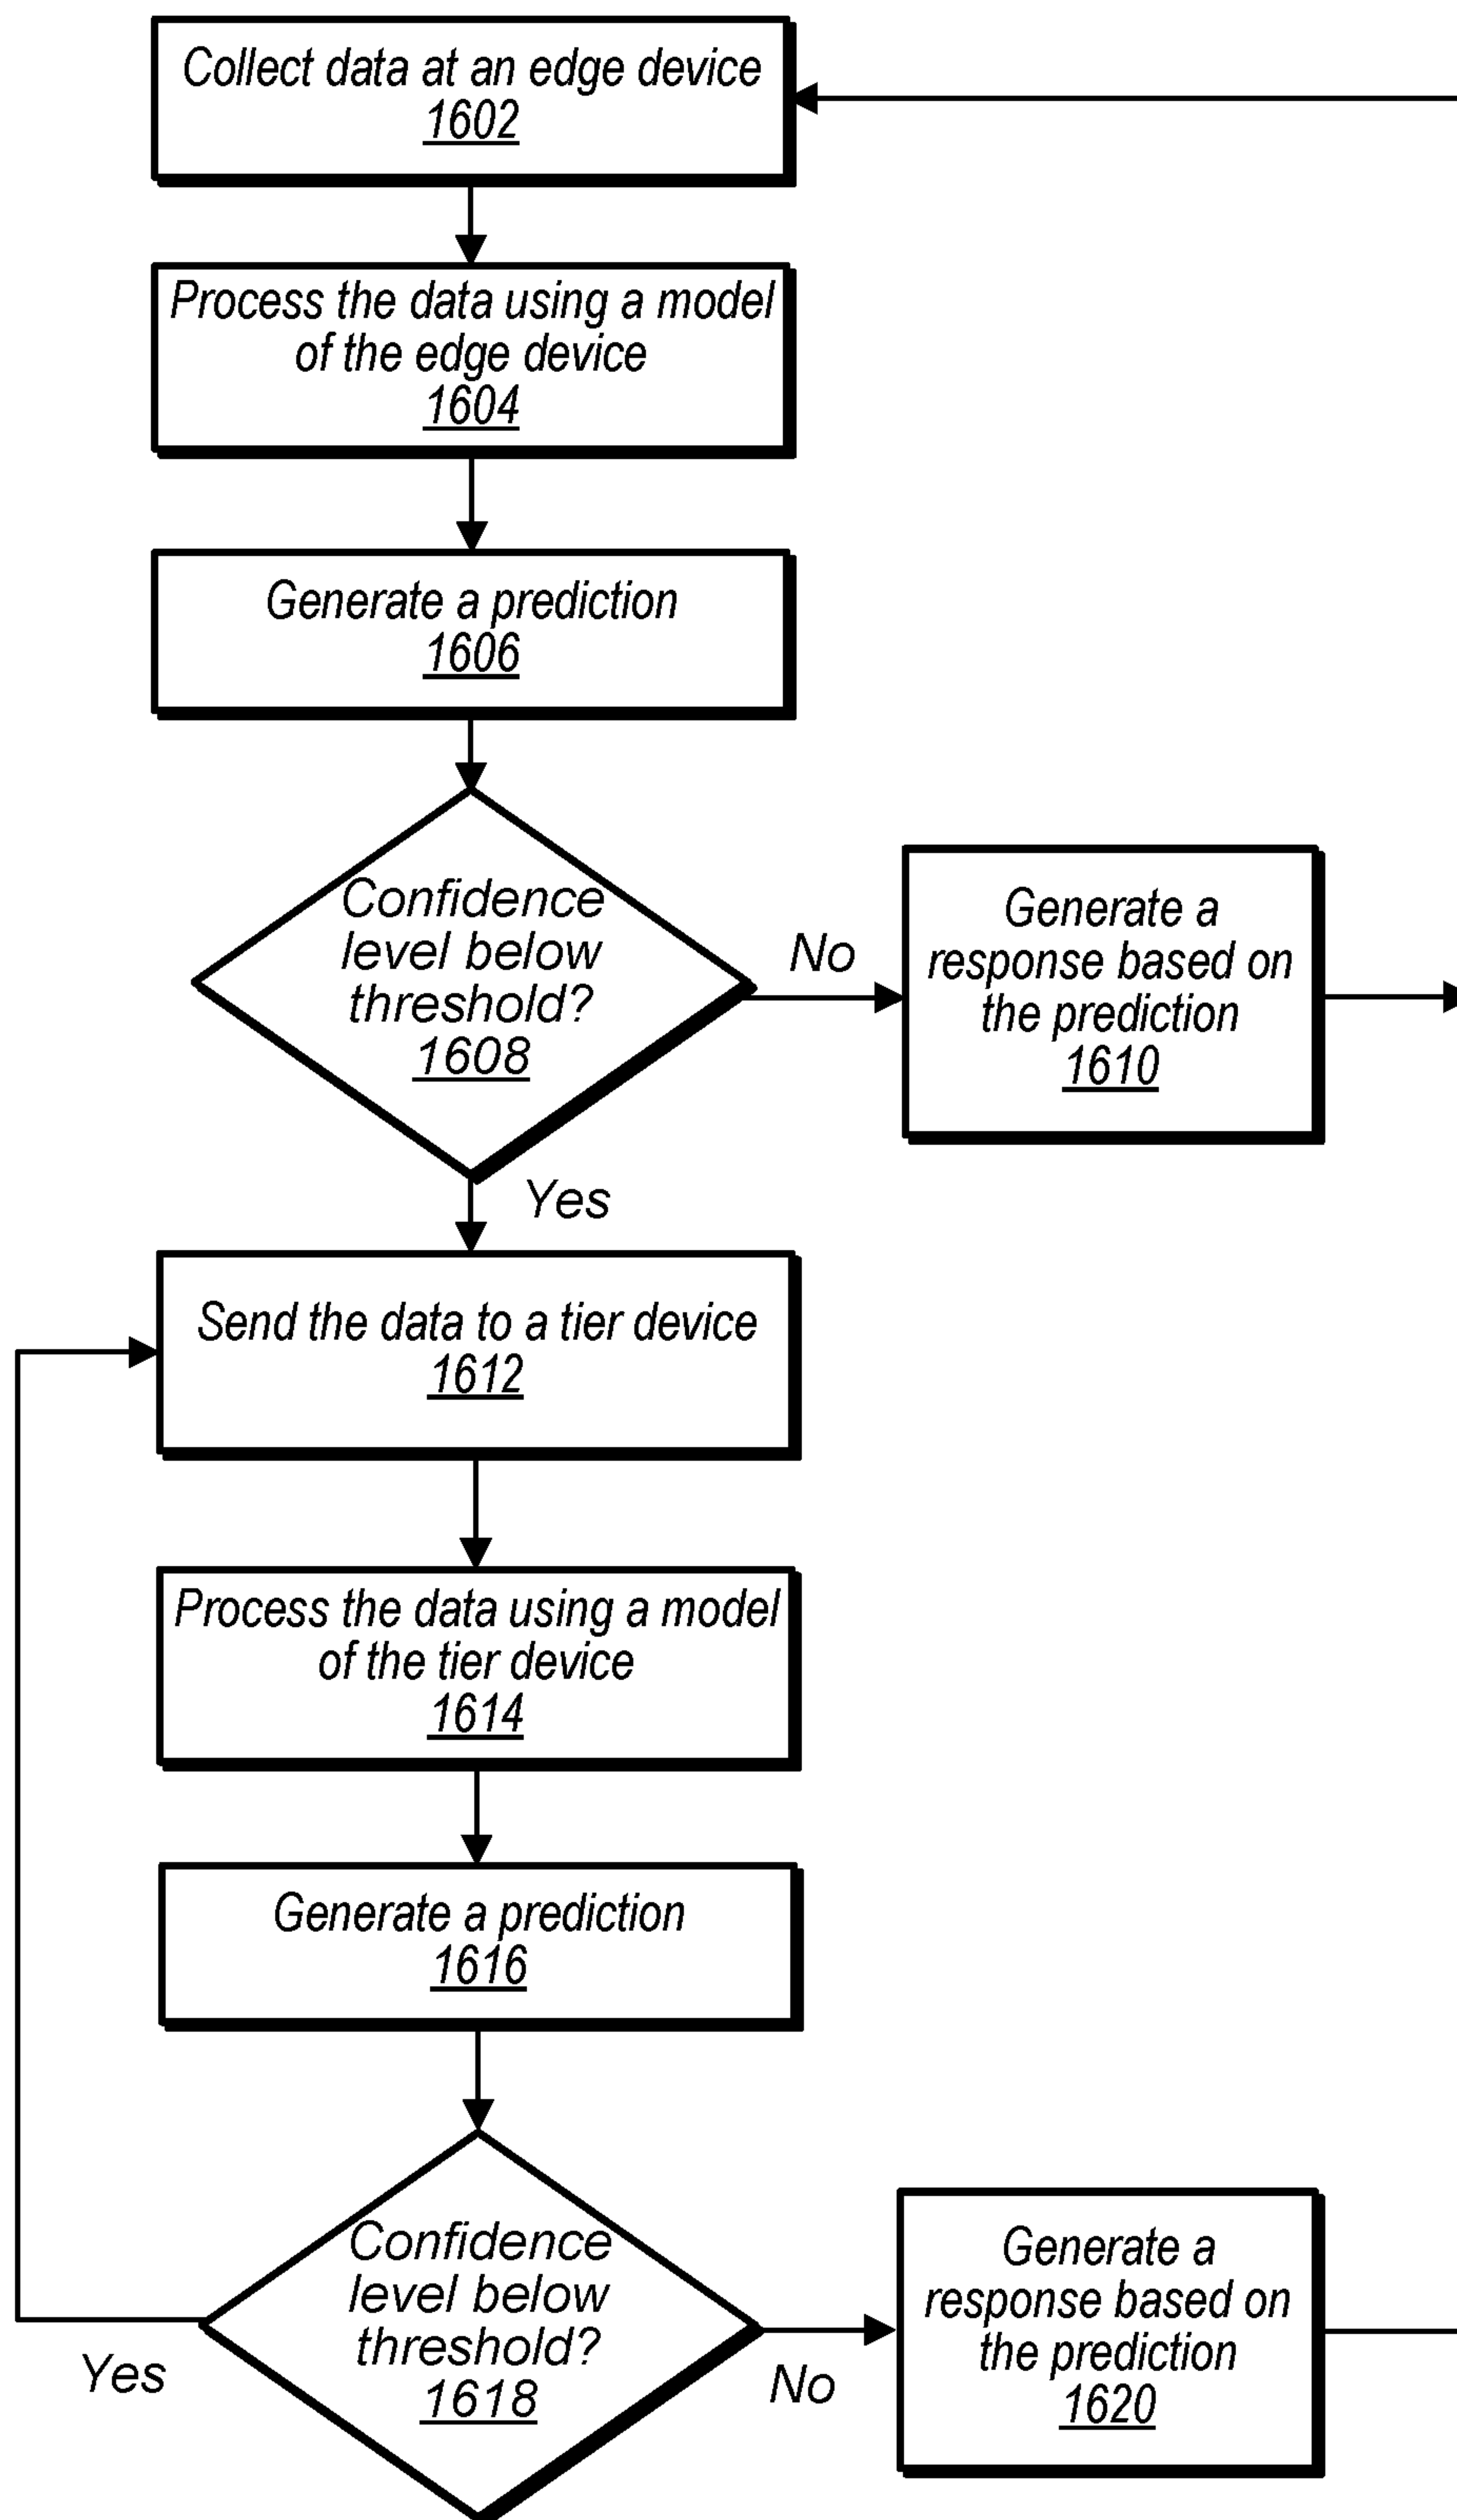 Collect data at an edge device
1602
Process the data using a model
of the edge device
1604
Generate a prediction
1606
Confidence
level below
threshold?
1608
No
Generate a
response based on
the prediction
1610
Yes
Send the data to a tier device
1612
Process the data using a model
of the tier device
1614
Generate a prediction
1616
Confidence
level below
threshold?
1618
Yes
No
Generate a
response based on
the prediction
1620